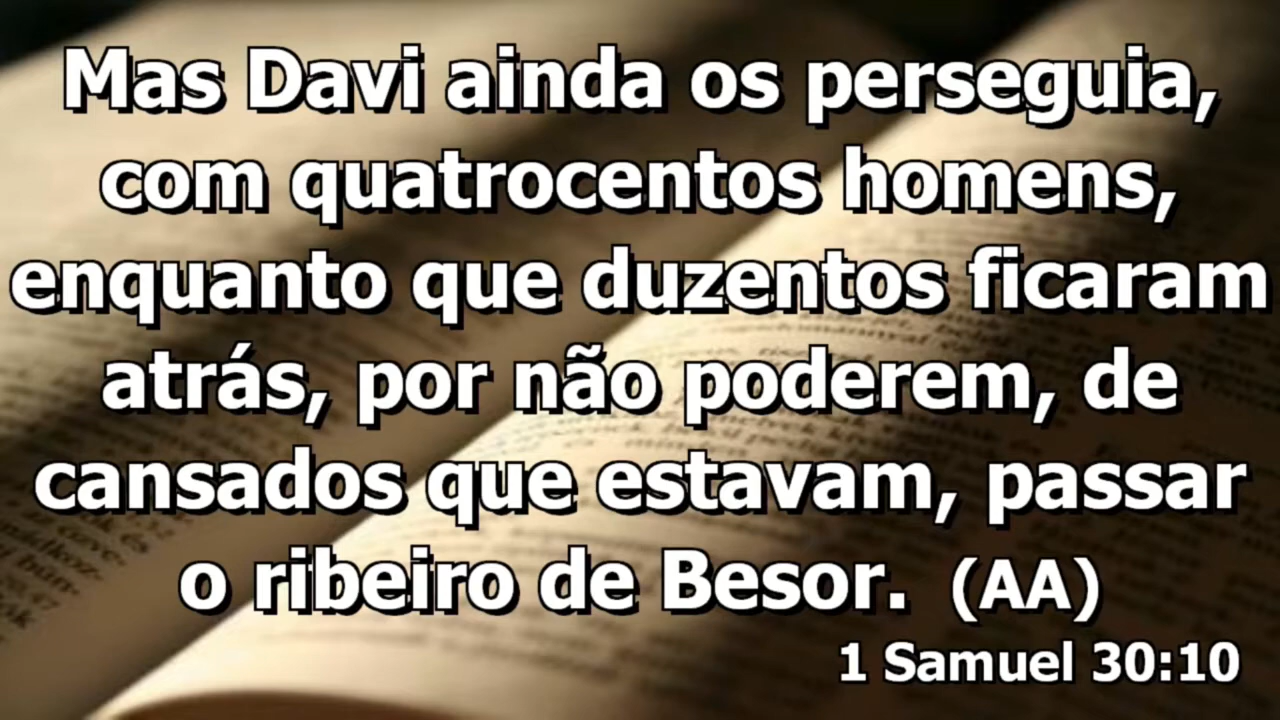 Mas Davi ainda os perseguia,
com quatrocentos homens,
enquanto que duzentos ficaram
atrás, por não poderem, de
cansados que estavam, passar
o ribeiro de Besor. (AA)
1 Samuel 30:10